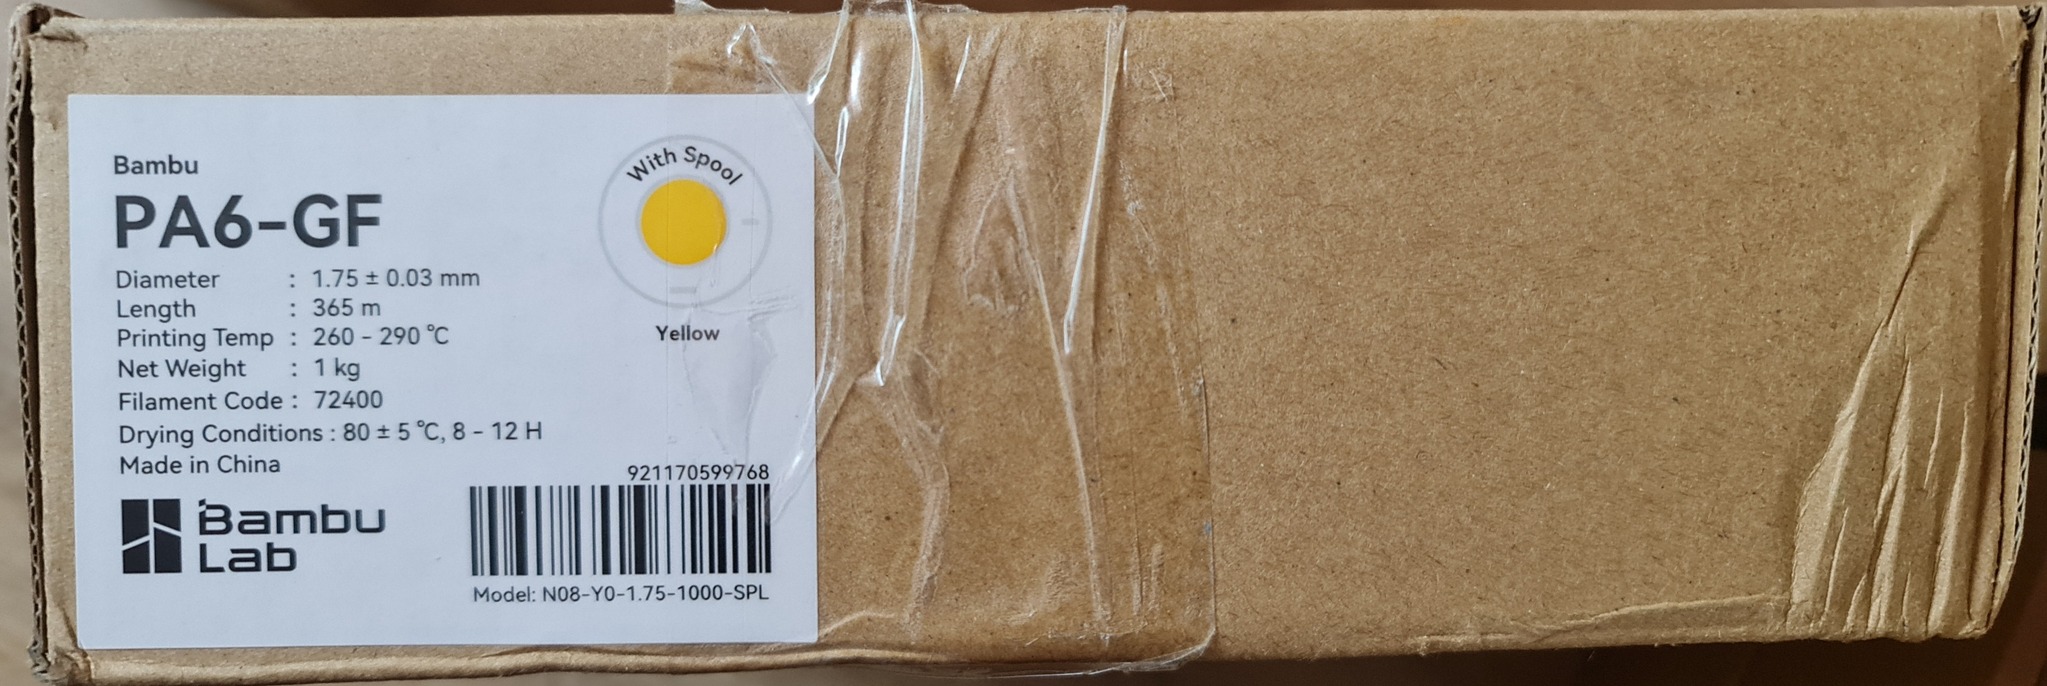 Bambu
PA6-GF
Diameter : 1.75 ± 0.03 mm
Length : 365 m
Printing Temp : 260 - 290 ℃
Net Weight : 1 kg
Filament Code : 72400
Drying Conditions : 80 ± 5 ℃, 8 - 12 H
Made in China
Bambu
Lab
With Spool
Yellow
921170599768
Model: N08-Y0-1.75-1000-SPL